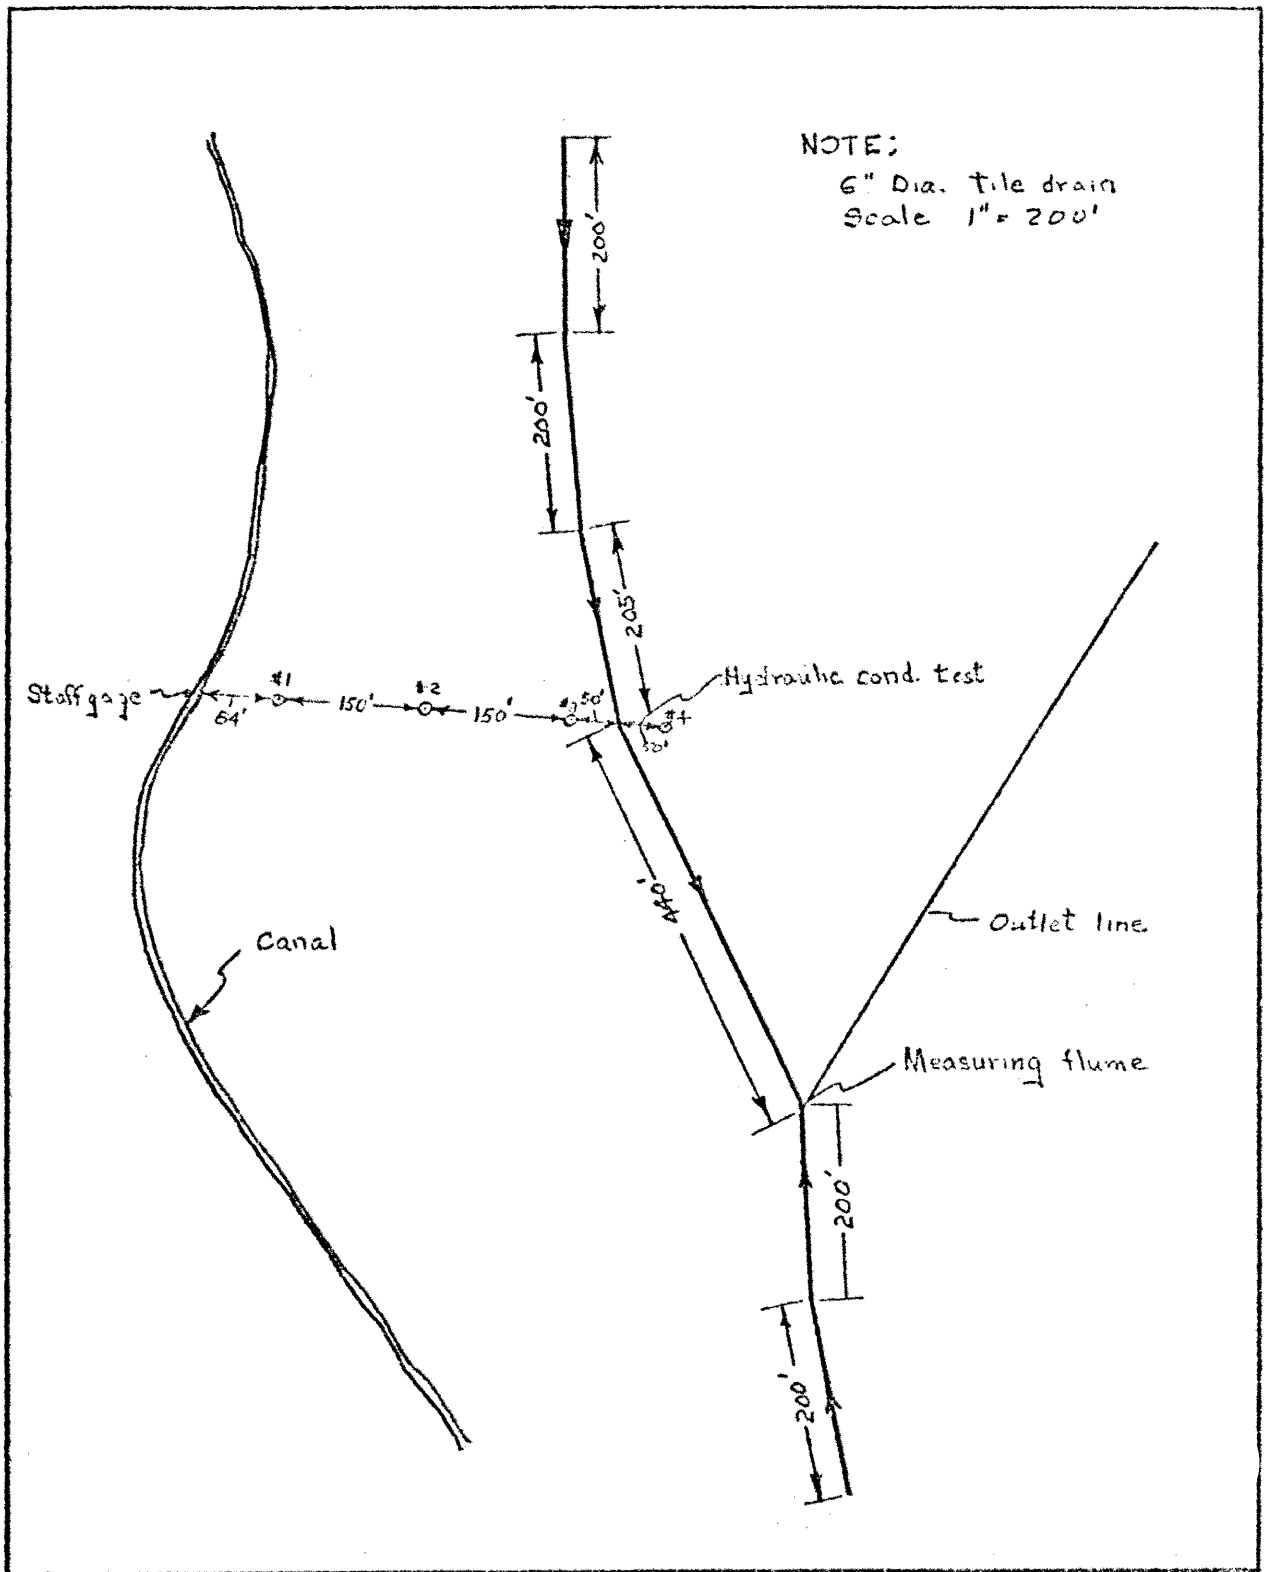 NOTE:
6" Dia. tile drain
Scale 1" = 200'
200'
200'
205'
Hydraulic cond. test
Staff gage
64'
#1
150'
#2
150'
#3
50'
#4
50'
440'
Canal
Outlet line
Measuring flume
200'
200'